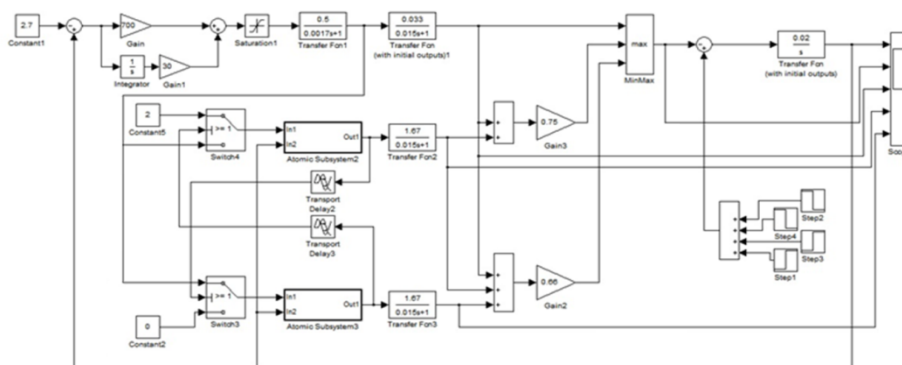 2.7
Constant1
700
Gain
1
s
Integrator
30
Gain1
Saturation1
0.5
0.0017s+1
Transfer Fcn1
0.033
0.015s+1
Transfer Fcn
(with initial outputs)1
max
MinMax
0.02
s
Transfer Fcn
(with initial outputs)
2
Constant5
>= 1
Switch4
In1
In2
Out1
Atomic Subsystem2
1.67
0.015s+1
Transfer Fcn2
0.75
Gain3
Transport
Delay2
Transport
Delay3
Step2
Step4
Step3
Step1
>= 1
Switch3
0
Constant2
In1
In2
Out1
Atomic Subsystem3
1.67
0.015s+1
Transfer Fcn3
0.66
Gain2